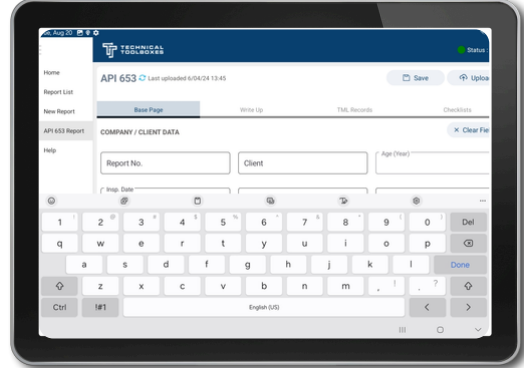 Aug 20
TECHNICAL
TOOLBOXES
Status :
Home
Report List
New Report
API 653 Report
Help
API 653 Last uploaded 6/04/24 13:45
Save
Uploa
Base Page
Write Up
TML Records
Checklists
COMPANY / CLIENT DATA
× Clear Fie
Report No.
Client
Age (Year)
Insp. Date
1 2 @ 3 # 4 $ 5 % 6 ^ 7 & 8 * 9 ( 0 ) Del
q w e r t y u i o p
a s d f g h j k l Done
z x c v b n m , ! . ?
Ctrl !#1 English (US) < >